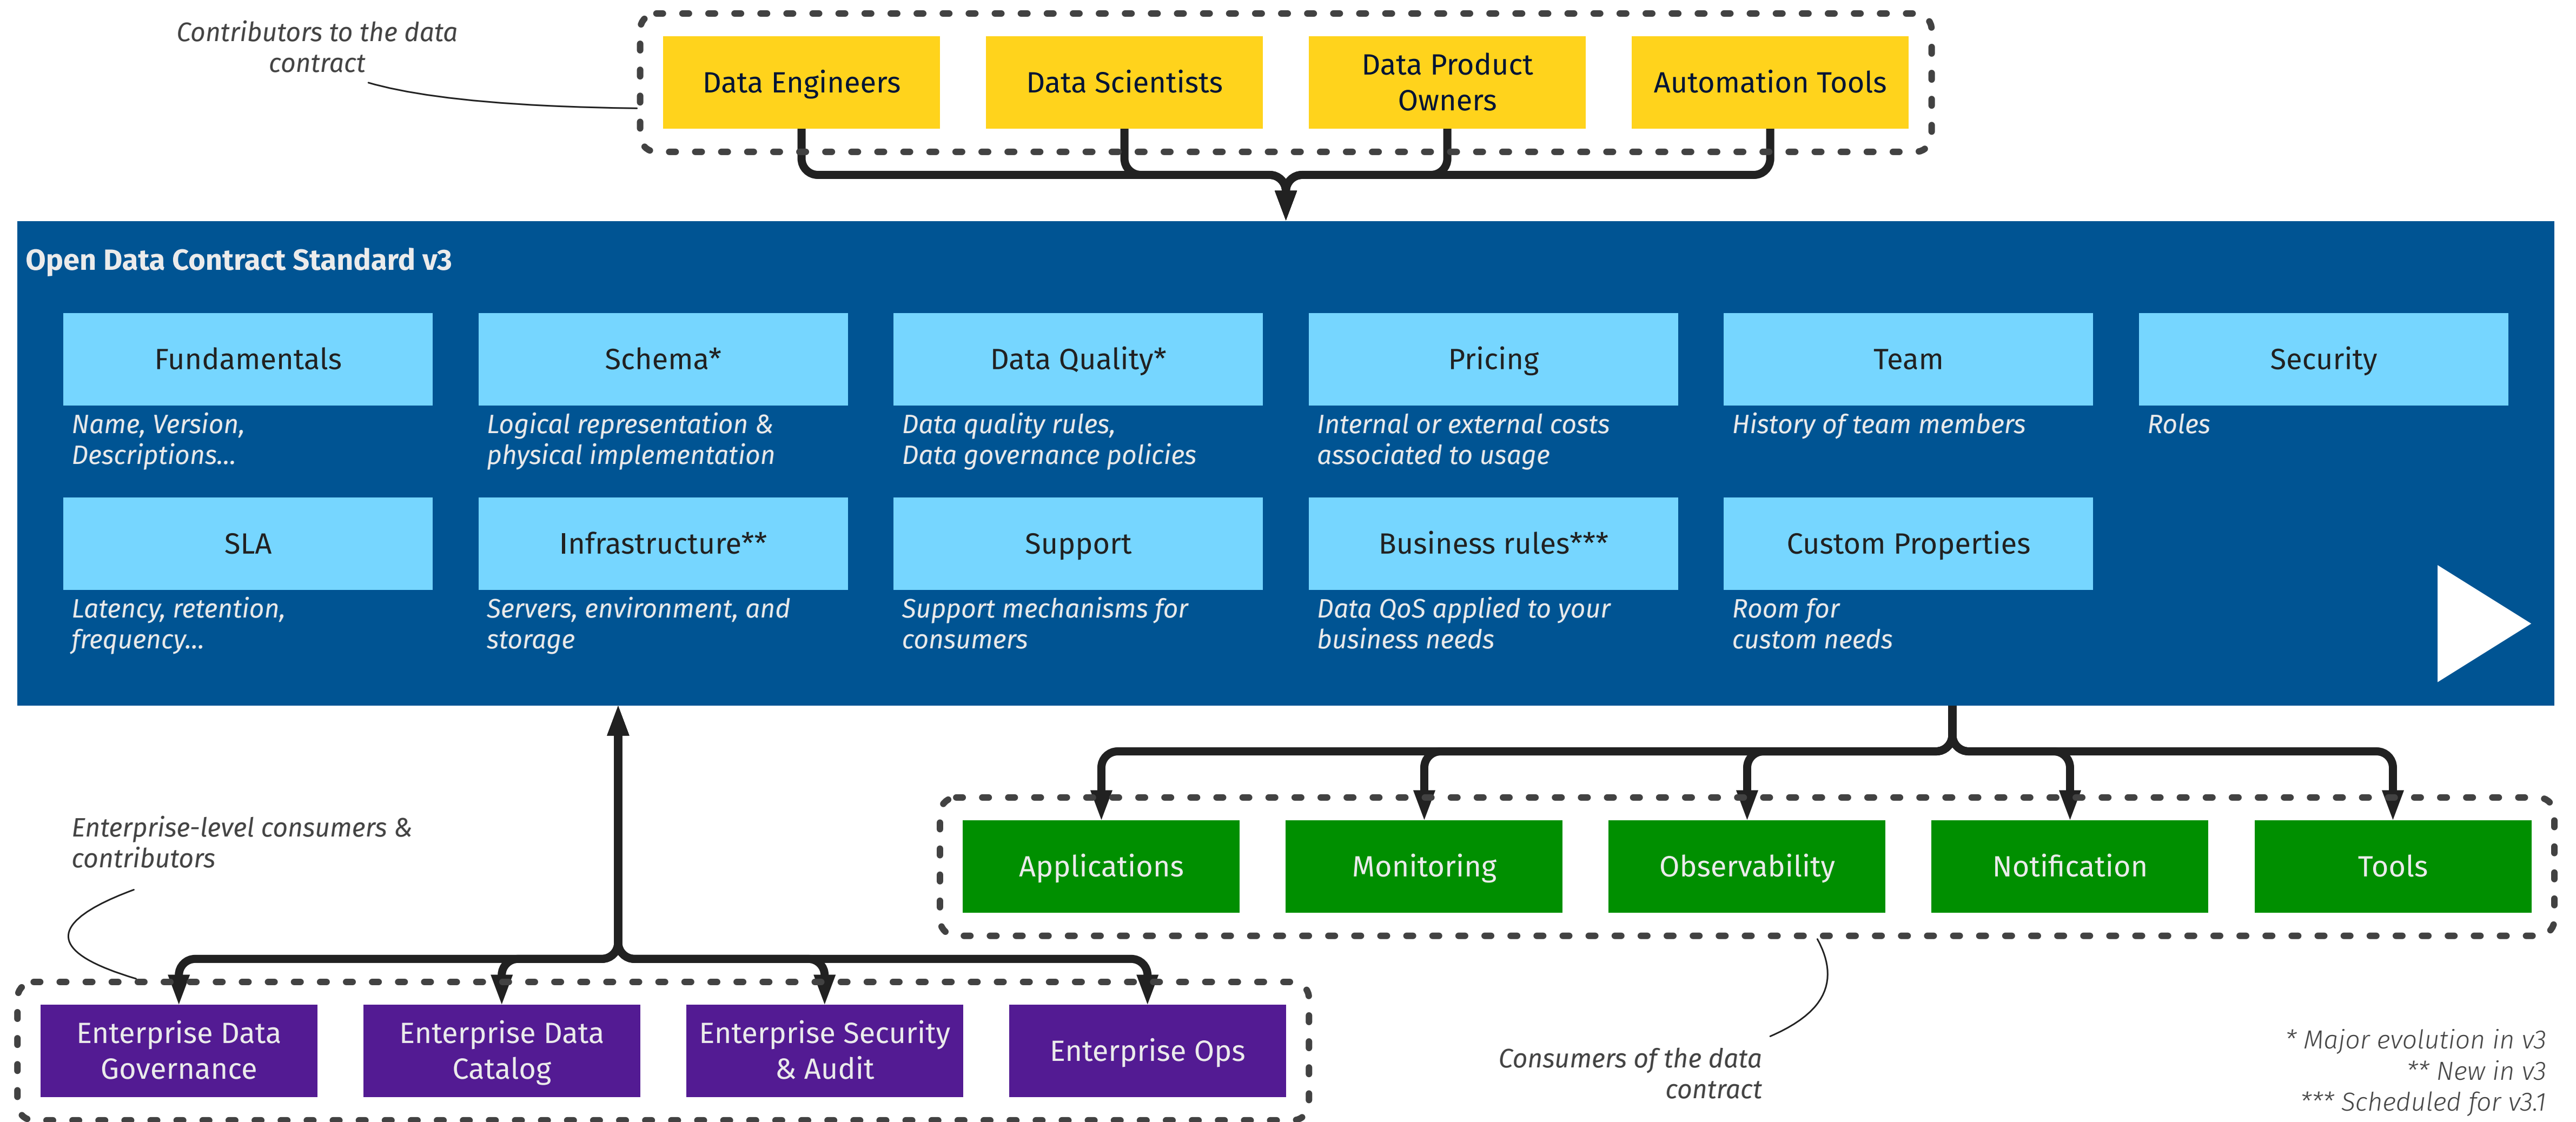 Contributors to the data
contract
Data Engineers
Data Scientists
Data Product
Owners
Automation Tools
Open Data Contract Standard v3
Fundamentals
Name, Version,
Descriptions...
Schema*
Logical representation &
physical implementation
Data Quality*
Data quality rules,
Data governance policies
Pricing
Internal or external costs
associated to usage
Team
History of team members
Security
Roles
SLA
Latency, retention,
frequency...
Infrastructure**
Servers, environment, and
storage
Support
Support mechanisms for
consumers
Business rules***
Data QoS applied to your
business needs
Custom Properties
Room for
custom needs
Enterprise-level consumers &
contributors
Applications
Monitoring
Observability
Notification
Tools
Enterprise Data
Governance
Enterprise Data
Catalog
Enterprise Security
& Audit
Enterprise Ops
Consumers of the data
contract
* Major evolution in v3
** New in v3
*** Scheduled for v3.1